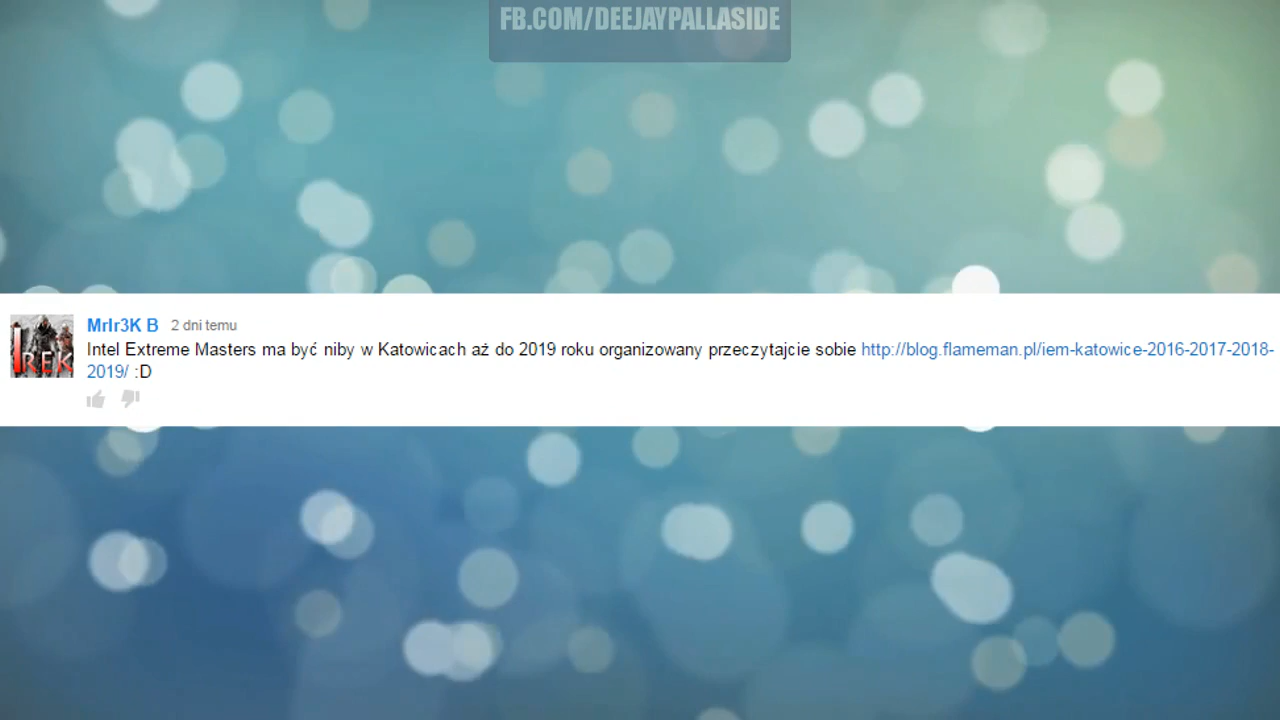 FB.COM/DEEJAYPALLASIDE
MrIr3K B 2 dni temu
Intel Extreme Masters ma być niby w Katowicach aż do 2019 roku organizowany przeczytajcie sobie http://blog.flameman.pl/iem-katowice-2016-2017-2018-
2019/ :D
IREK